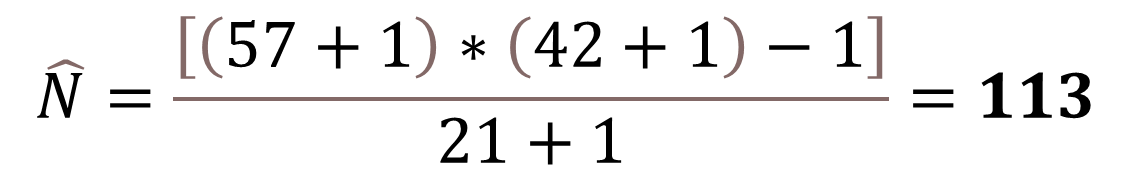 N̂ = [(57 + 1) * (42 + 1) − 1] / 21 + 1 = 113